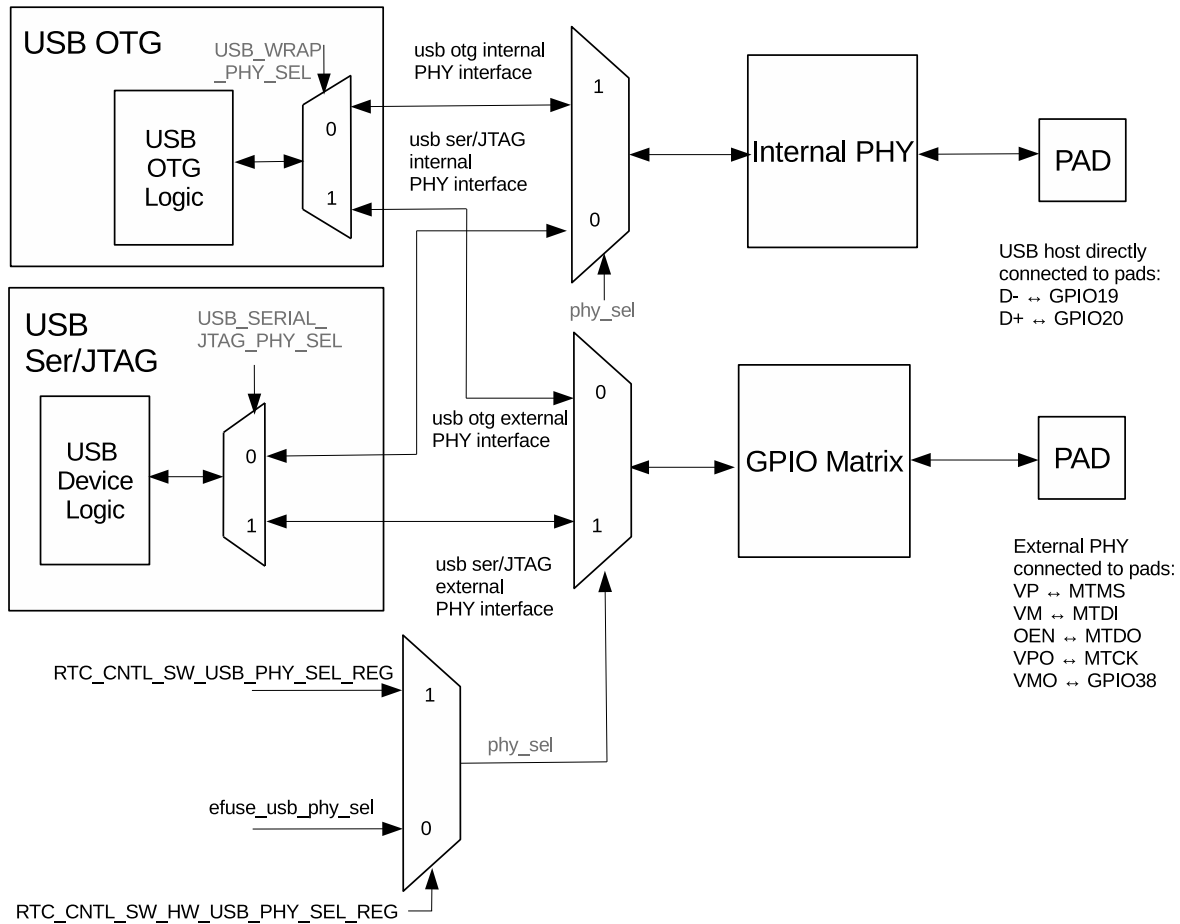 USB OTG
USB_WRAP
_PHY_SEL
USB
OTG
Logic
0
1
usb otg internal
PHY interface
usb ser/JTAG
internal
PHY interface
1
0
phy_sel
Internal PHY
PAD
USB host directly
connected to pads:
D- ↔ GPIO19
D+ ↔ GPIO20
USB
Ser/JTAG
USB_SERIAL_
JTAG_PHY_SEL
USB
Device
Logic
0
1
usb otg external
PHY interface
usb ser/JTAG
external
PHY interface
0
1
GPIO Matrix
PAD
External PHY
connected to pads:
VP ↔ MTMS
VM ↔ MTDI
OEN ↔ MTDO
VPO ↔ MTCK
VMO ↔ GPIO38
RTC_CNTL_SW_USB_PHY_SEL_REG
1
phy_sel
efuse_usb_phy_sel
0
RTC_CNTL_SW_HW_USB_PHY_SEL_REG